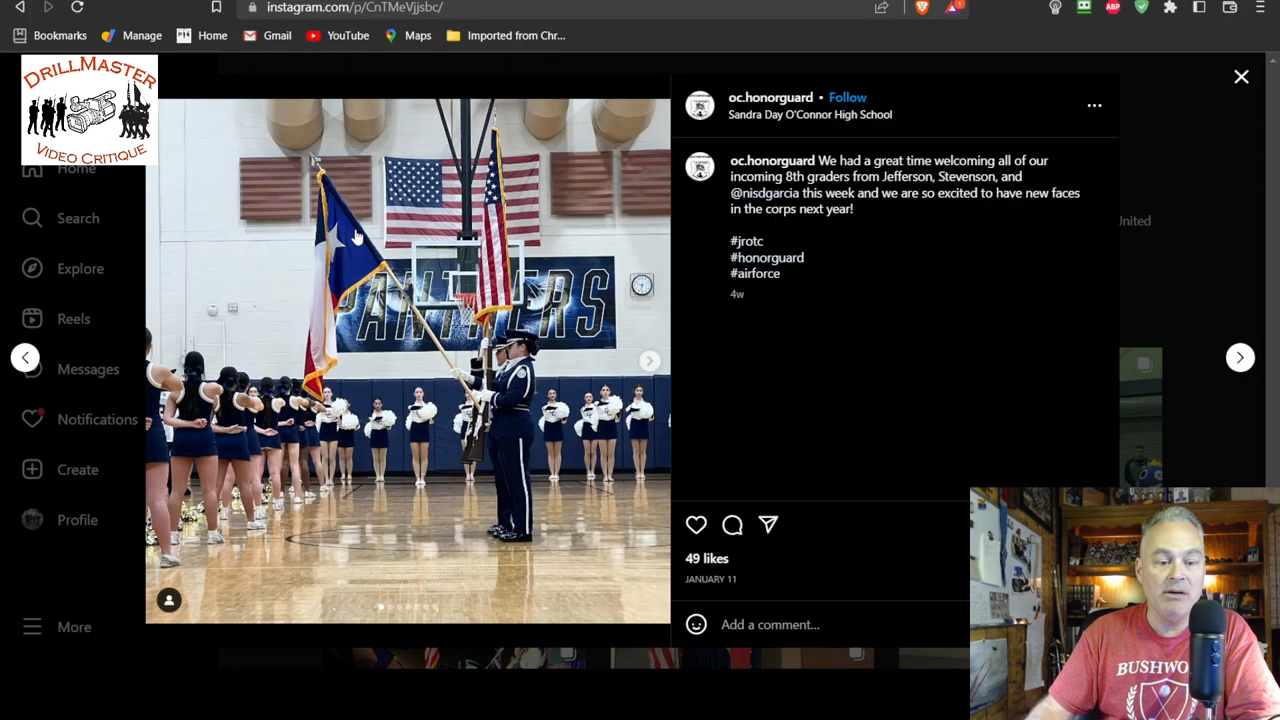 instagram.com/p/CnTMeVjjsbc/
Bookmarks
Manage
Home
Gmail
YouTube
Maps
Imported from Chr...
DRILLMASTER
VIDEO CRITIQUE
Home
Search
Explore
Reels
Messages
Notifications
Create
Profile
More
PANTHERS
oc.honorguard • Follow
Sandra Day O'Connor High School
oc.honorguard We had a great time welcoming all of our
incoming 8th graders from Jefferson, Stevenson, and
@nisdgarcia this week and we are so excited to have new faces
in the corps next year!
#jrotc
#honorguard
#airforce
4w
United
49 likes
JANUARY 11
Add a comment...
ABP
1